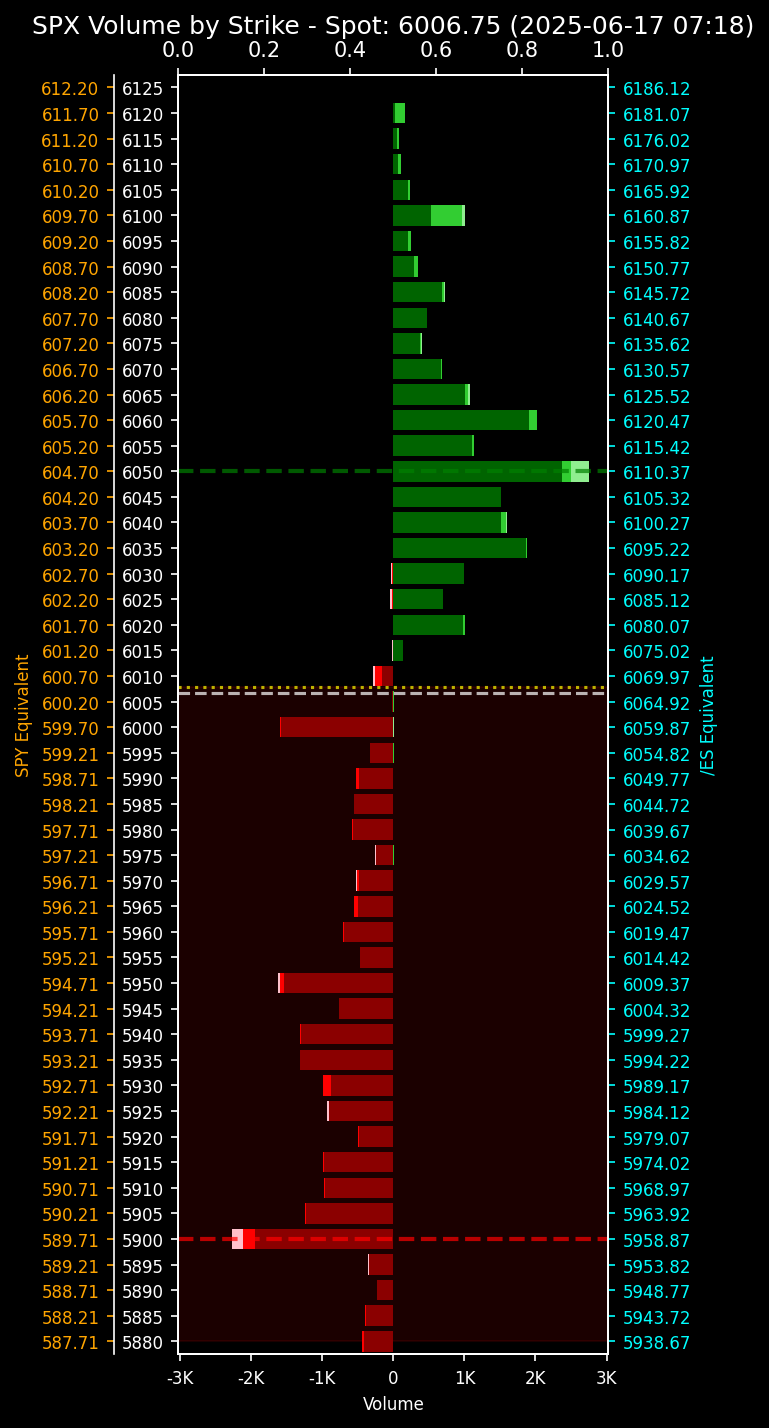 SPX Volume by Strike - Spot: 6006.75 (2025-06-17 07:18)
0.0 0.2 0.4 0.6 0.8 1.0
612.20 6125 6186.12
611.70 6120 6181.07
611.20 6115 6176.02
610.70 6110 6170.97
610.20 6105 6165.92
609.70 6100 6160.87
609.20 6095 6155.82
608.70 6090 6150.77
608.20 6085 6145.72
607.70 6080 6140.67
607.20 6075 6135.62
606.70 6070 6130.57
606.20 6065 6125.52
605.70 6060 6120.47
605.20 6055 6115.42
604.70 6050 6110.37
604.20 6045 6105.32
603.70 6040 6100.27
603.20 6035 6095.22
602.70 6030 6090.17
602.20 6025 6085.12
601.70 6020 6080.07
601.20 6015 6075.02
600.70 6010 6069.97
600.20 6005 6064.92
599.70 6000 6059.87
599.21 5995 6054.82
598.71 5990 6049.77
598.21 5985 6044.72
597.71 5980 6039.67
597.21 5975 6034.62
596.71 5970 6029.57
596.21 5965 6024.52
595.71 5960 6019.47
595.21 5955 6014.42
594.71 5950 6009.37
594.21 5945 6004.32
593.71 5940 5999.27
593.21 5935 5994.22
592.71 5930 5989.17
592.21 5925 5984.12
591.71 5920 5979.07
591.21 5915 5974.02
590.71 5910 5968.97
590.21 5905 5963.92
589.71 5900 5958.87
589.21 5895 5953.82
588.71 5890 5948.77
588.21 5885 5943.72
587.71 5880 5938.67
SPY Equivalent
/ES Equivalent
-3K -2K -1K 0 1K 2K 3K
Volume